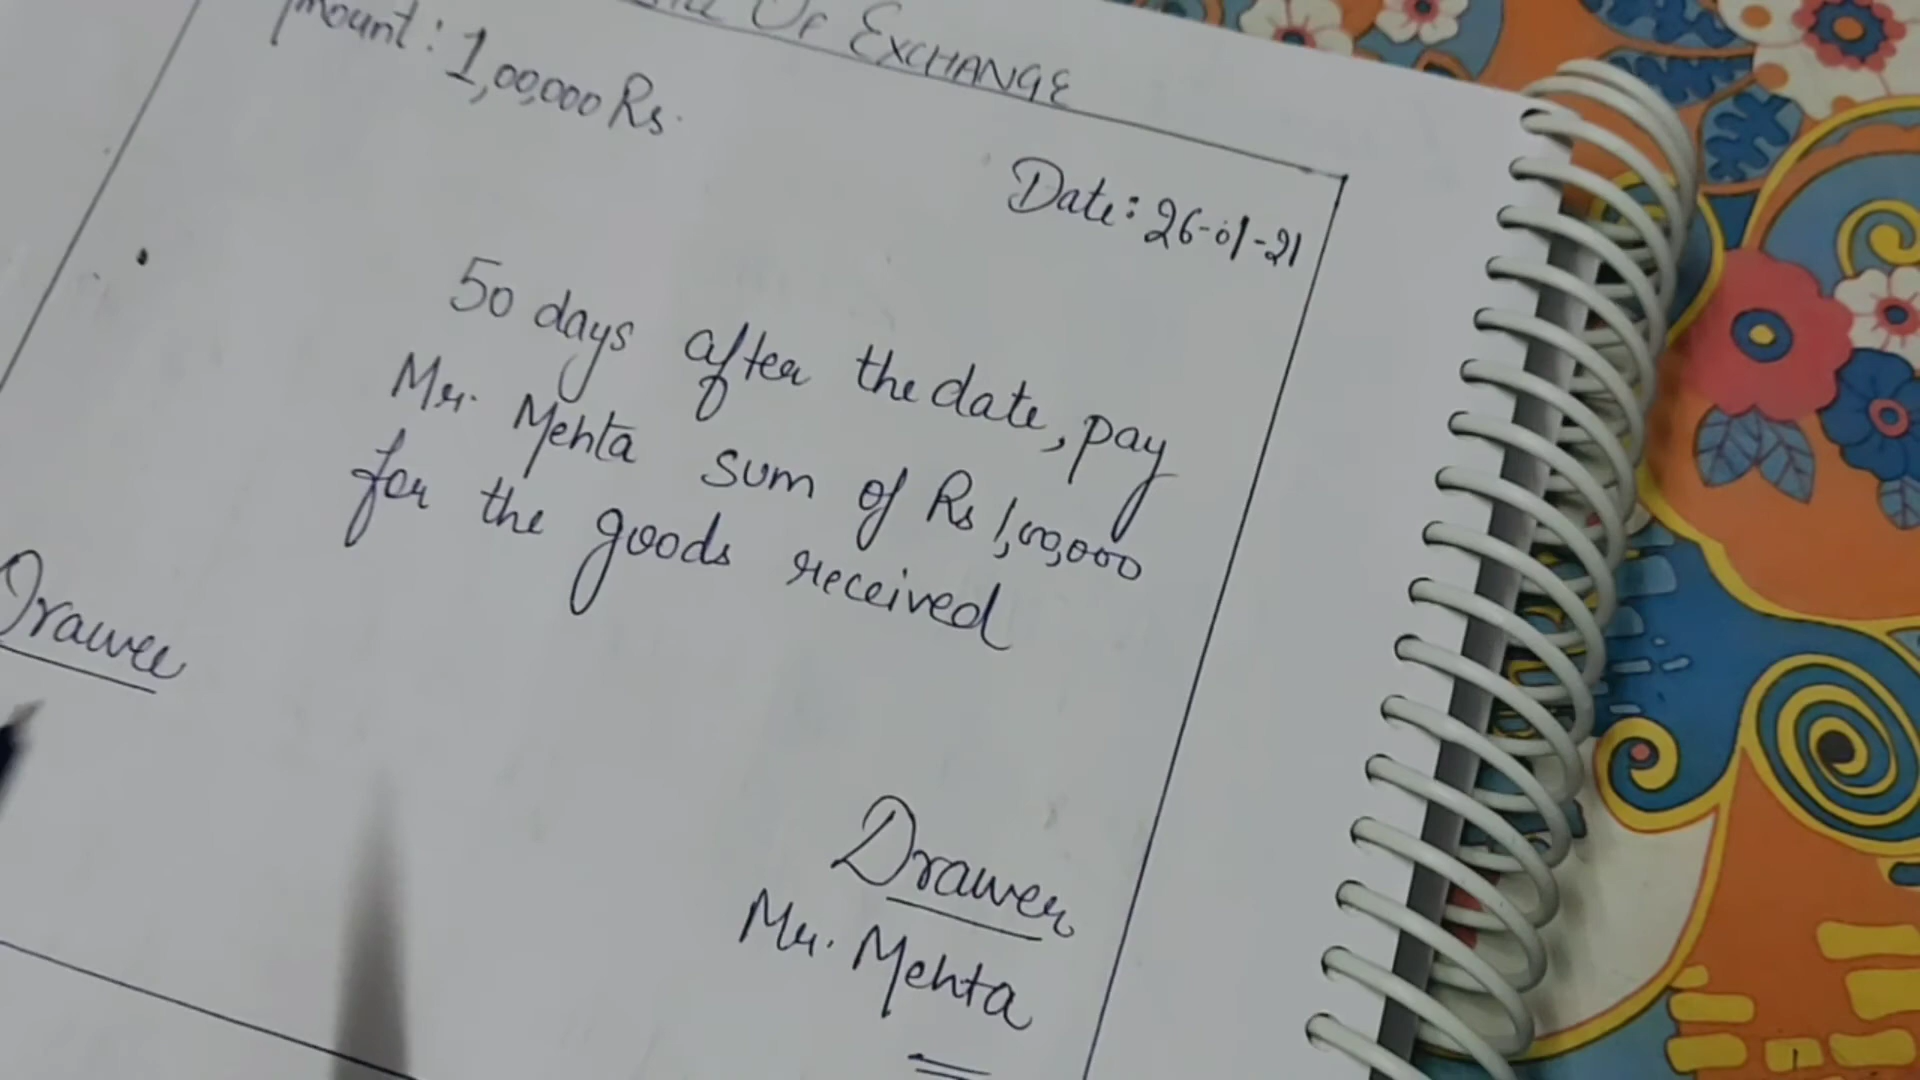 Of Exchange
mount: 1,00,000 Rs.
Date: 26-01-21
50 days after the date, pay
Mr. Mehta sum of Rs 1,00,000
for the goods received
Drawee
Drawer
Mr. Mehta